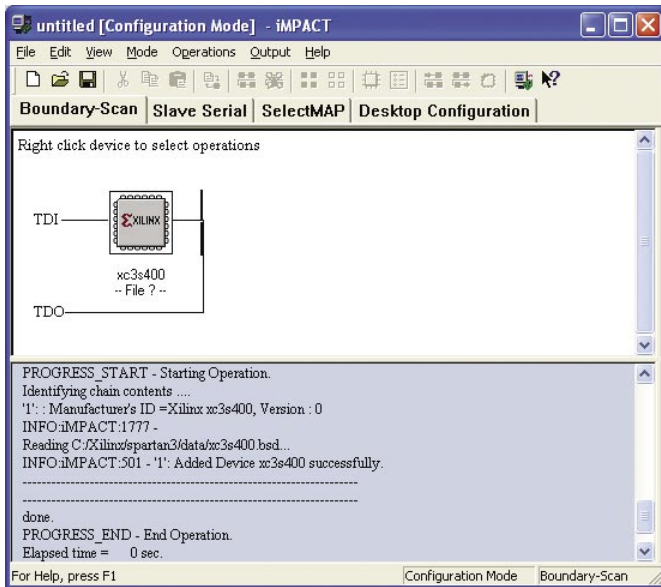 untitled [Configuration Mode] - iMPACT
File Edit View Mode Operations Output Help
Boundary-Scan Slave Serial SelectMAP Desktop Configuration
Right click device to select operations
TDI
XILINX
xc3s400
-- File ? --
TDO
PROGRESS_START - Starting Operation.
Identifying chain contents ....
'1': : Manufacturer's ID =Xilinx xc3s400, Version : 0
INFO:iMPACT:1777 -
Reading C:/Xilinx/spartan3/data/xc3s400.bsd...
INFO:iMPACT:501 - '1': Added Device xc3s400 successfully.
----------------------------------------------------------------------
----------------------------------------------------------------------
done.
PROGRESS_END - End Operation.
Elapsed time = 0 sec.
For Help, press F1 Configuration Mode Boundary-Scan